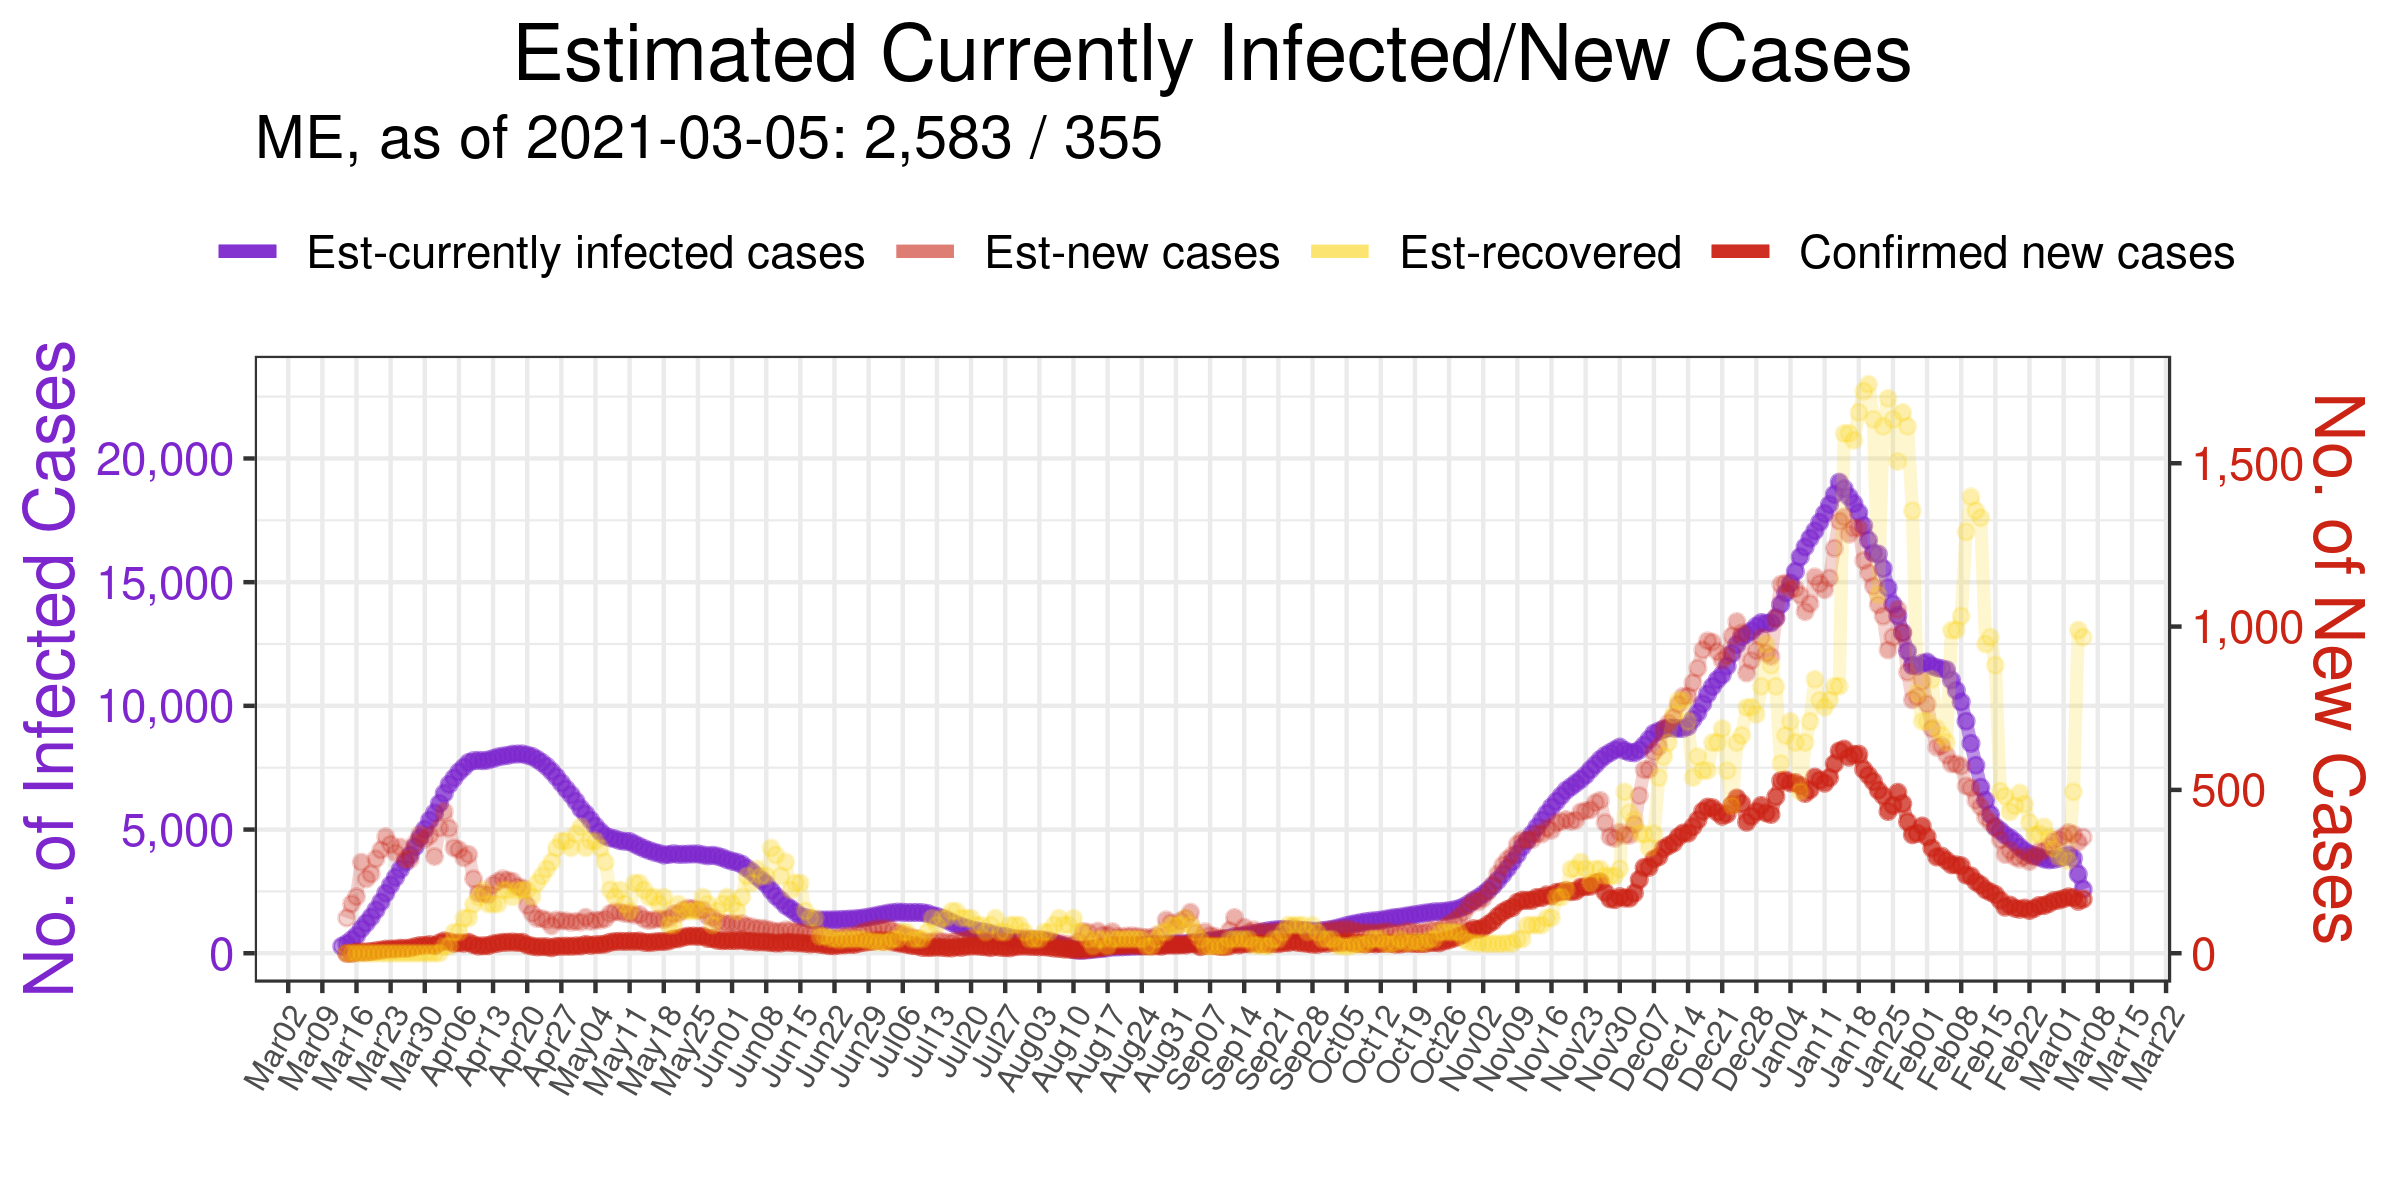 Estimated Currently Infected/New Cases
ME, as of 2021-03-05: 2,583 / 355
Est-currently infected cases Est-new cases Est-recovered Confirmed new cases
No. of Infected Cases
20,000
15,000
10,000
5,000
0
1,500
1,000
500
0
No. of New Cases
Mar02 Mar09 Mar16 Mar23 Mar30 Apr06 Apr13 Apr20 Apr27 May04 May11 May18 May25 Jun01 Jun08 Jun15 Jun22 Jun29 Jul06 Jul13 Jul20 Jul27 Aug03 Aug10 Aug17 Aug24 Aug31 Sep07 Sep14 Sep21 Sep28 Oct05 Oct12 Oct19 Oct26 Nov02 Nov09 Nov16 Nov23 Nov30 Dec07 Dec14 Dec21 Dec28 Jan04 Jan11 Jan18 Jan25 Feb01 Feb08 Feb15 Feb22 Mar01 Mar08 Mar15 Mar22